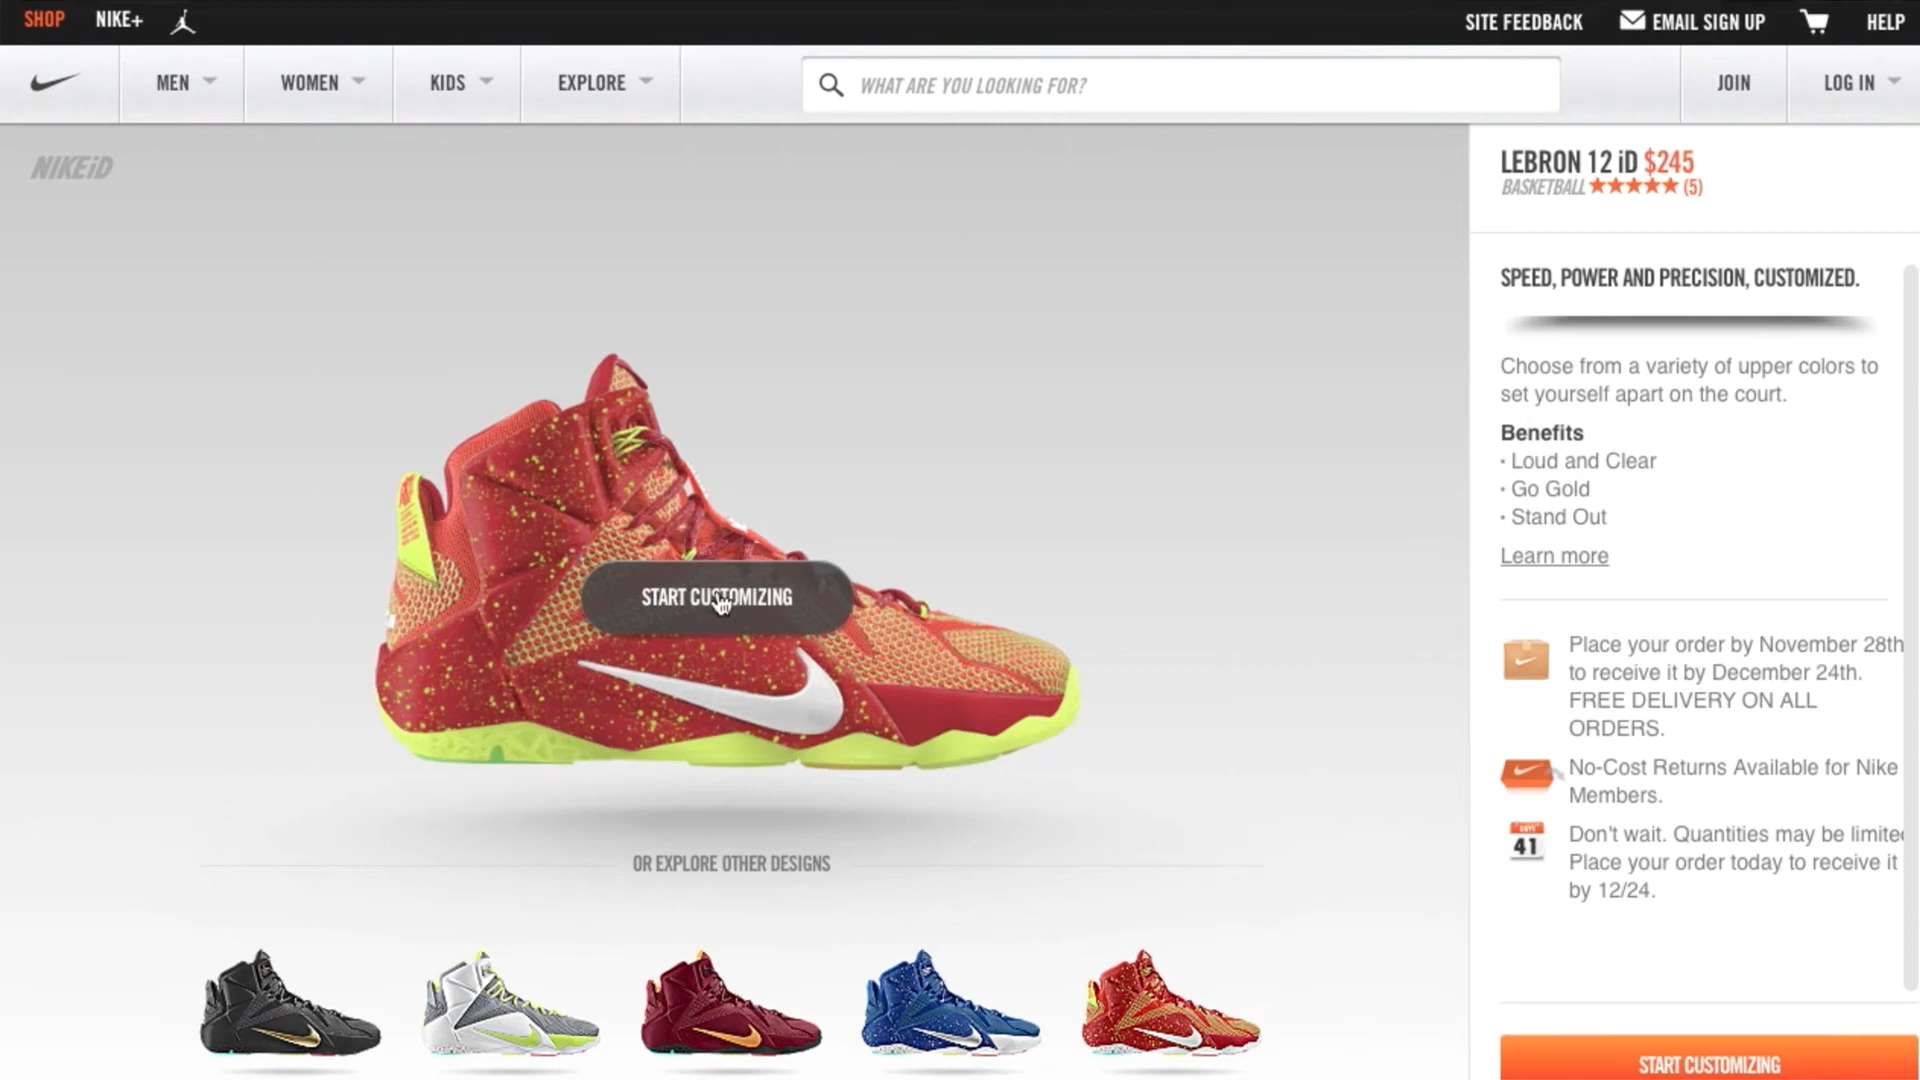 SHOP NIKE+ SITE FEEDBACK EMAIL SIGN UP HELP
MEN WOMEN KIDS EXPLORE WHAT ARE YOU LOOKING FOR? JOIN LOG IN
NIKEiD
LEBRON 12 iD $245
BASKETBALL ★★★★★ (5)
SPEED, POWER AND PRECISION, CUSTOMIZED.
Choose from a variety of upper colors to
set yourself apart on the court.
Benefits
· Loud and Clear
· Go Gold
· Stand Out
Learn more
START CUSTOMIZING
Place your order by November 28th
to receive it by December 24th.
FREE DELIVERY ON ALL
ORDERS.
No-Cost Returns Available for Nike
Members.
DAYS
41
Don't wait. Quantities may be limite
Place your order today to receive it
by 12/24.
OR EXPLORE OTHER DESIGNS
START CUSTOMIZING